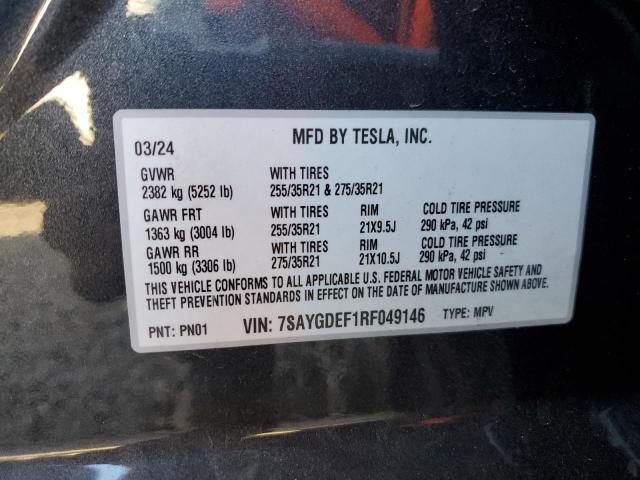 03/24 MFD BY TESLA, INC.
GVWR WITH TIRES
2382 kg (5252 lb) 255/35R21 & 275/35R21
GAWR FRT WITH TIRES RIM COLD TIRE PRESSURE
1363 kg (3004 lb) 255/35R21 21X9.5J 290 kPa, 42 psi
GAWR RR WITH TIRES RIM COLD TIRE PRESSURE
1500 kg (3306 lb) 275/35R21 21X10.5J 290 kPa, 42 psi
THIS VEHICLE CONFORMS TO ALL APPLICABLE U.S. FEDERAL MOTOR VEHICLE SAFETY AND
THEFT PREVENTION STANDARDS IN EFFECT ON THE DATE OF MANUFACTURE SHOWN ABOVE.
PNT: PN01 VIN: 7SAYGDEF1RF049146 TYPE: MPV